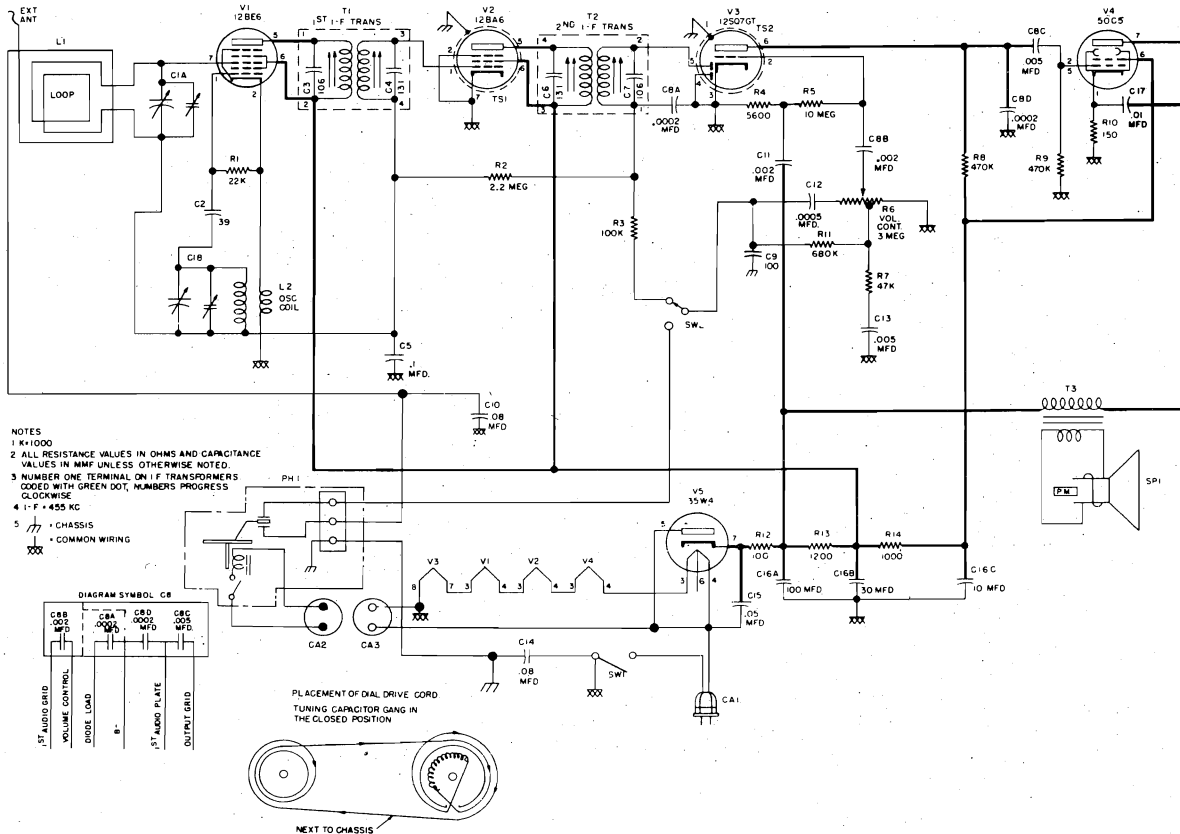 EXT
ANT
L1
LOOP
C1A
V1
12BE6
5
7
6
1
2
R1
22K
C2
39
C1B
L2
OSC
COIL
T1
1ST I-F TRANS
1
3
C3
106
C4
131
2
4
V2
12BA6
5
2
1
6
7
TS1
R2
2.2 MEG
C5
.1
MFD.
C10
.08
MFD
T2
2ND I-F TRANS
4
2
C6
131
C7
106
3
1
C8A
.0002
MFD
R3
100K
V3
12SQ7GT
TS2
1
6
2
5
4
3
R4
5600
R5
10 MEG
C11
.002
MFD
C8B
.002
MFD
C12
.0005
MFD.
R6
VOL.
CONT.
3 MEG
R11
680K
C9
100
R7
47K
C13
.005
MFD
SW2
R8
470K
C8D
.0002
MFD
C8C
.005
MFD
R9
470K
V4
50C5
7
2
5
6
1
C17
.01
MFD
R10
150
T3
PM
SP1
NOTES
1 K=1000
2 ALL RESISTANCE VALUES IN OHMS AND CAPACITANCE
VALUES IN MMF UNLESS OTHERWISE NOTED.
3 NUMBER ONE TERMINAL ON I F TRANSFORMERS
CODED WITH GREEN DOT, NUMBERS PROGRESS
CLOCKWISE
4 I-F = 455 KC
5 = CHASSIS
= COMMON WIRING
PH 1
V5
35W4
5
7
3
6
4
R12
100
R13
1200
R14
1000
C16A
100 MFD
C16B
30 MFD
C16C
10 MFD
C15
.05
MFD
V3
8
7
V1
3
4
V2
3
4
V4
3
4
CA2
CA3
C14
.08
MFD
SW1
CA1
DIAGRAM SYMBOL C8
C8B
.002
MFD
C8A
.0002
MFD
C8D
.0002
MFD
C8C
.005
MFD.
1ST AUDIO GRID
VOLUME CONTROL
DIODE LOAD
B-
1ST AUDIO PLATE
OUTPUT GRID
PLACEMENT OF DIAL DRIVE CORD
TUNING CAPACITOR GANG IN
THE CLOSED POSITION
NEXT TO CHASSIS